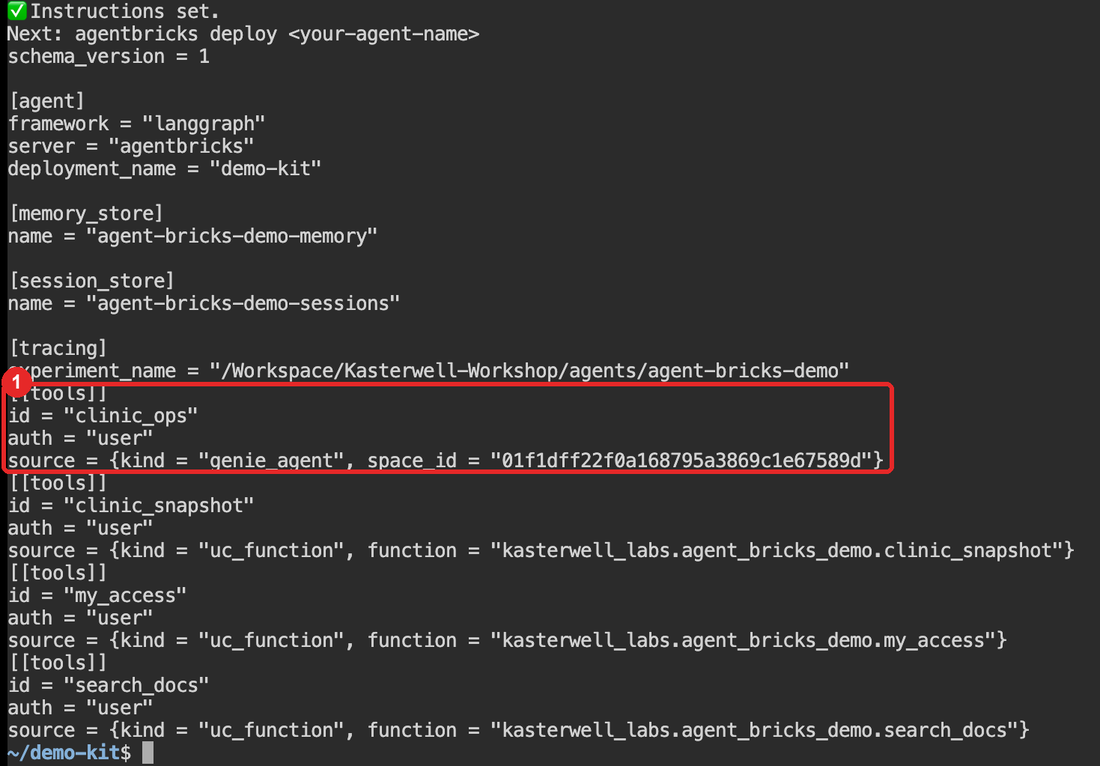 ✅Instructions set.
Next: agentbricks deploy <your-agent-name>
schema_version = 1
[agent]
framework = "langgraph"
server = "agentbricks"
deployment_name = "demo-kit"
[memory_store]
name = "agent-bricks-demo-memory"
[session_store]
name = "agent-bricks-demo-sessions"
[tracing]
experiment_name = "/Workspace/Kasterwell-Workshop/agents/agent-bricks-demo"
1
[[tools]]
id = "clinic_ops"
auth = "user"
source = {kind = "genie_agent", space_id = "01f1dff22f0a168795a3869c1e67589d"}
[[tools]]
id = "clinic_snapshot"
auth = "user"
source = {kind = "uc_function", function = "kasterwell_labs.agent_bricks_demo.clinic_snapshot"}
[[tools]]
id = "my_access"
auth = "user"
source = {kind = "uc_function", function = "kasterwell_labs.agent_bricks_demo.my_access"}
[[tools]]
id = "search_docs"
auth = "user"
source = {kind = "uc_function", function = "kasterwell_labs.agent_bricks_demo.search_docs"}
~/demo-kit$